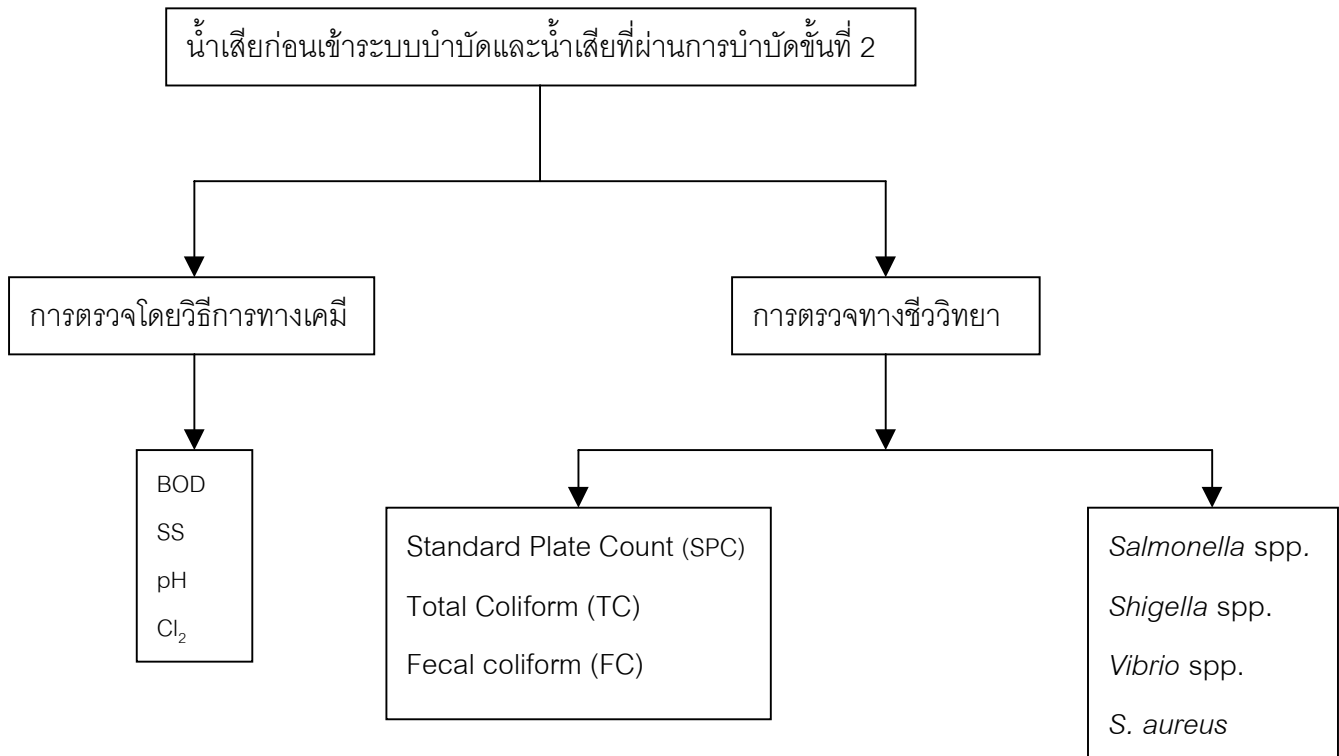 น้ำเสียก่อนเข้าระบบบำบัดและน้ำเสียที่ผ่านการบำบัดขั้นที่ 2
การตรวจโดยวิธีการทางเคมี
การตรวจทางชีววิทยา
BOD
SS
pH
Cl₂
Standard Plate Count (SPC)
Total Coliform (TC)
Fecal coliform (FC)
Salmonella spp.
Shigella spp.
Vibrio spp.
S. aureus